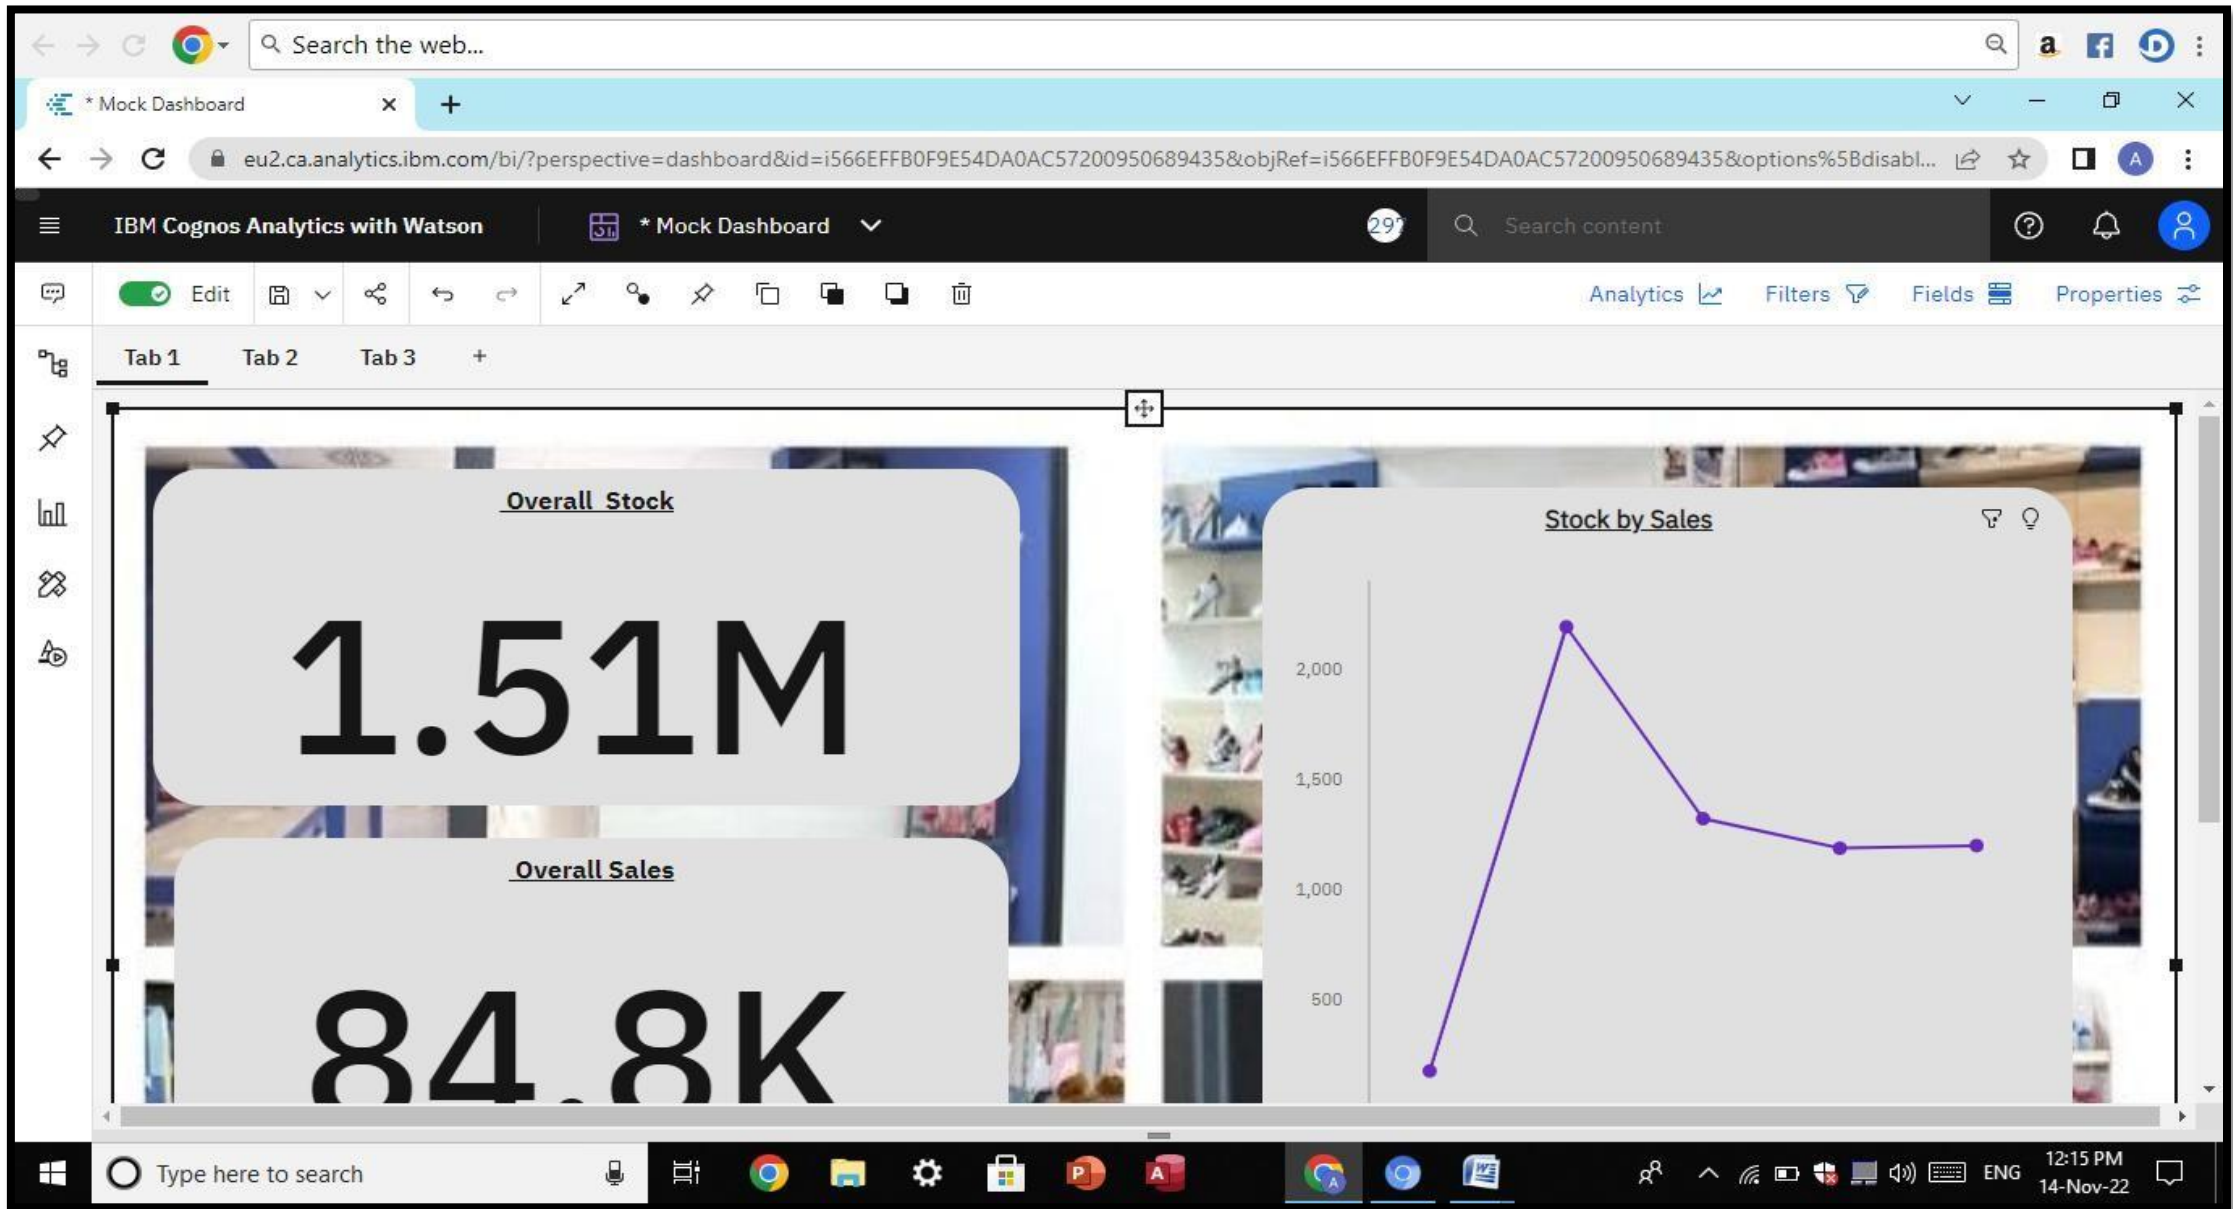 Search the web...
a
* Mock Dashboard
eu2.ca.analytics.ibm.com/bi/?perspective=dashboard&id=i566EFFB0F9E54DA0AC57200950689435&objRef=i566EFFB0F9E54DA0AC57200950689435&options%5Bdisabl...
A
IBM Cognos Analytics with Watson
* Mock Dashboard
297
Search content
Edit
Analytics
Filters
Fields
Properties
Tab 1
Tab 2
Tab 3
Overall  Stock
1.51M
Overall Sales
84.8K
Stock by Sales
2,000
1,500
1,000
500
Type here to search
ENG
12:15 PM
14-Nov-22